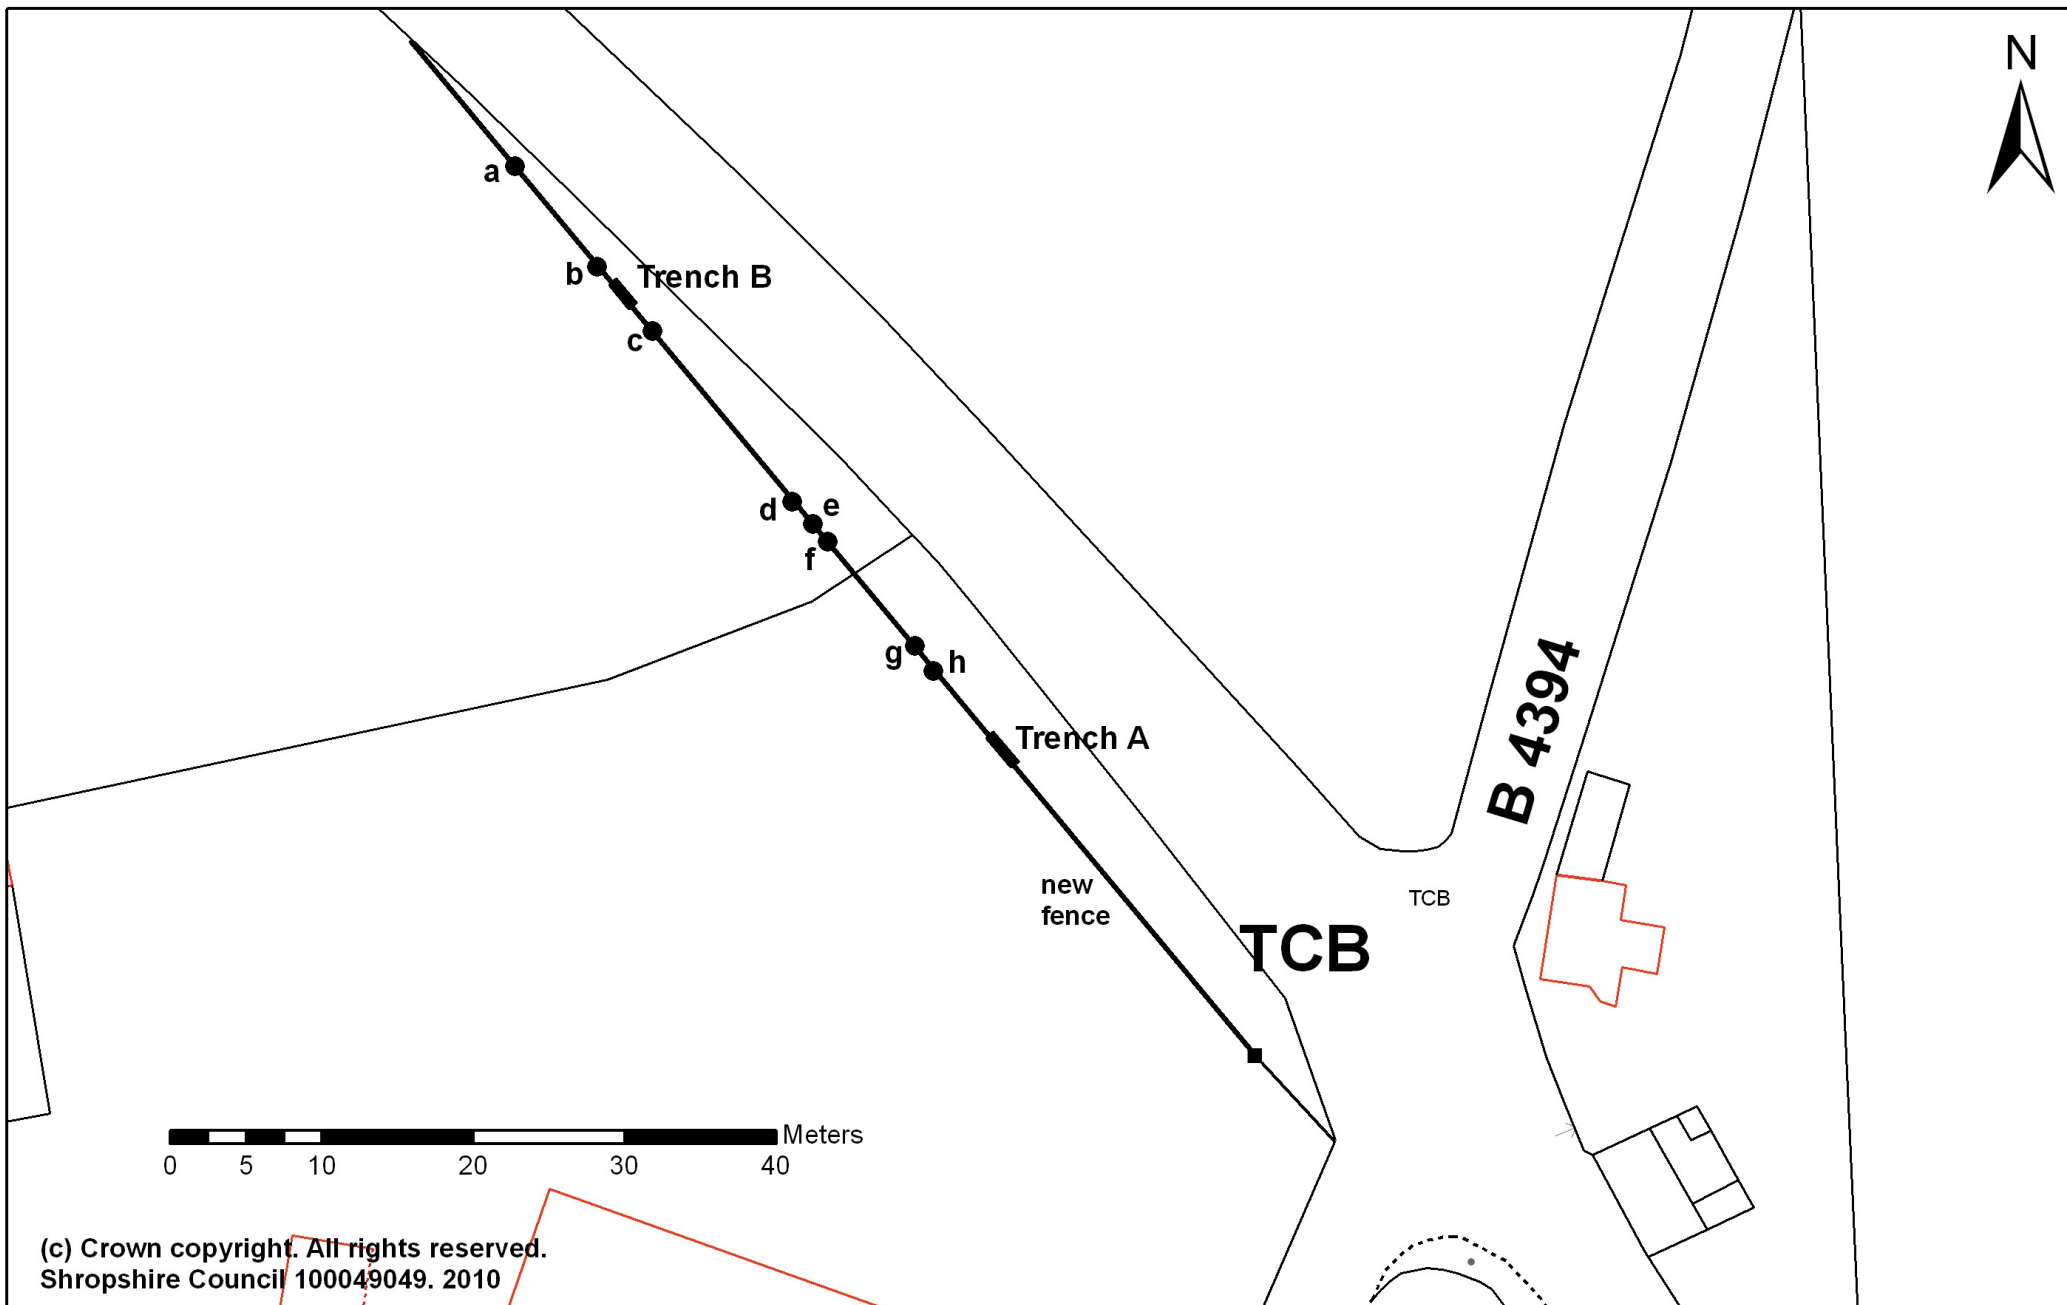 N
a
b
Trench B
c
d
e
f
g
h
Trench A
B 4394
new
fence
TCB
TCB
Meters
0 5 10 20 30 40
(c) Crown copyright. All rights reserved.
Shropshire Council 100049049. 2010